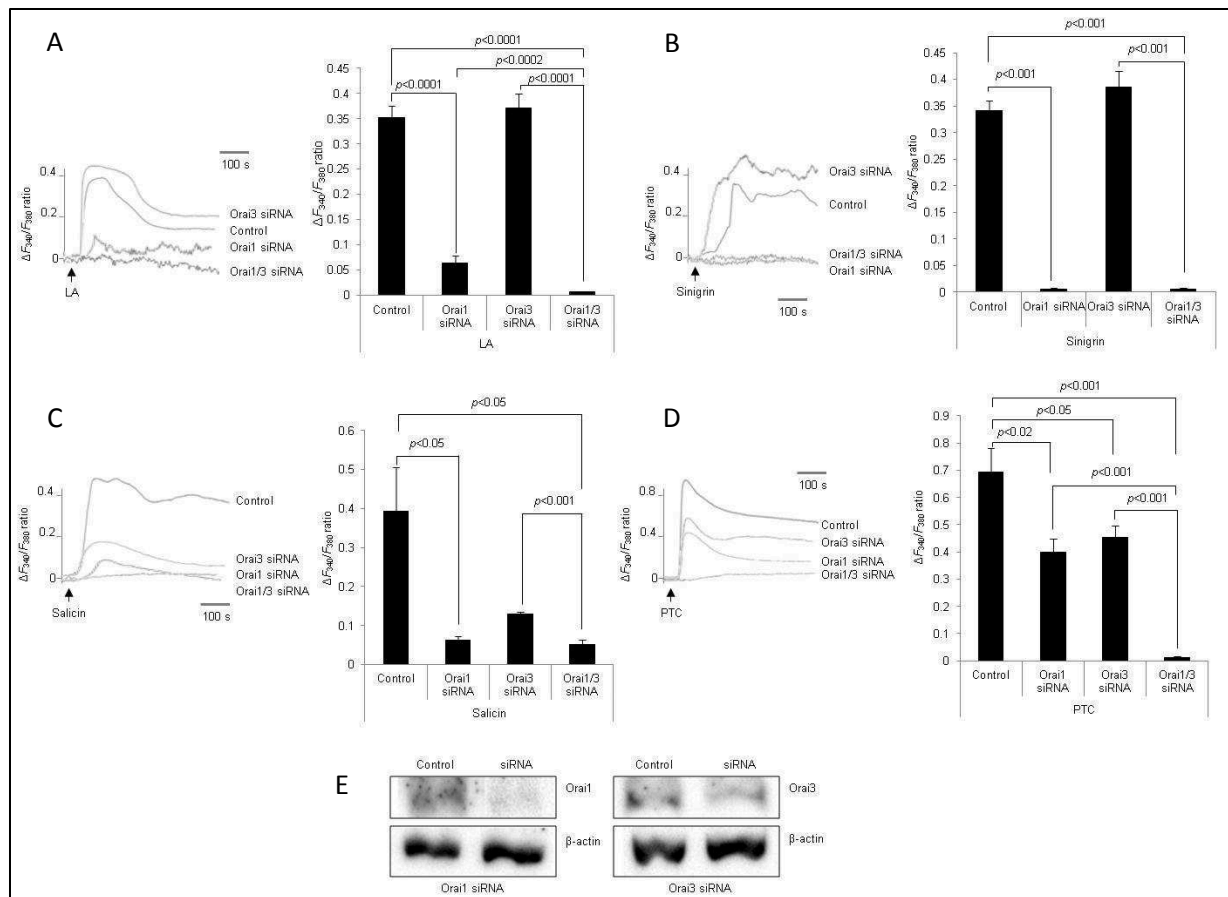 A
p<0.0001
p<0.0002
p<0.0001
p<0.0001
0.45
0.4
0.35
0.3
0.25
0.2
0.15
0.1
0.05
0
ΔF340/F380 ratio
Control
Orai1 siRNA
Orai3 siRNA
Orai1/3 siRNA
LA
100 s
0.4
0.2
0
ΔF340/F380 ratio
Orai3 siRNA
Control
Orai1 siRNA
Orai1/3 siRNA
LA
B
p<0.001
p<0.001
p<0.001
0.45
0.4
0.35
0.3
0.25
0.2
0.15
0.1
0.05
0
ΔF340/F380 ratio
Control
Orai1 siRNA
Orai3 siRNA
Orai1/3 siRNA
Sinigrin
0.4
0.2
0
ΔF340/F380 ratio
Orai3 siRNA
Control
Orai1/3 siRNA
Orai1 siRNA
Sinigrin
100 s
C
p<0.05
p<0.05
p<0.001
0.6
0.5
0.4
0.3
0.2
0.1
0
ΔF340/F380 ratio
Control
Orai1 siRNA
Orai3 siRNA
Orai1/3 siRNA
Salicin
0.4
0.2
0
ΔF340/F380 ratio
Control
Orai3 siRNA
Orai1 siRNA
Orai1/3 siRNA
Salicin
100 s
D
p<0.001
p<0.05
p<0.02
p<0.001
p<0.001
0.9
0.8
0.7
0.6
0.5
0.4
0.3
0.2
0.1
0
ΔF340/F380 ratio
Control
Orai1 siRNA
Orai3 siRNA
Orai1/3 siRNA
PTC
100 s
0.8
0.4
0
ΔF340/F380 ratio
Control
Orai3 siRNA
Orai1 siRNA
Orai1/3 siRNA
PTC
E
Control siRNA
Orai1
β-actin
Orai1 siRNA
Control siRNA
Orai3
β-actin
Orai3 siRNA